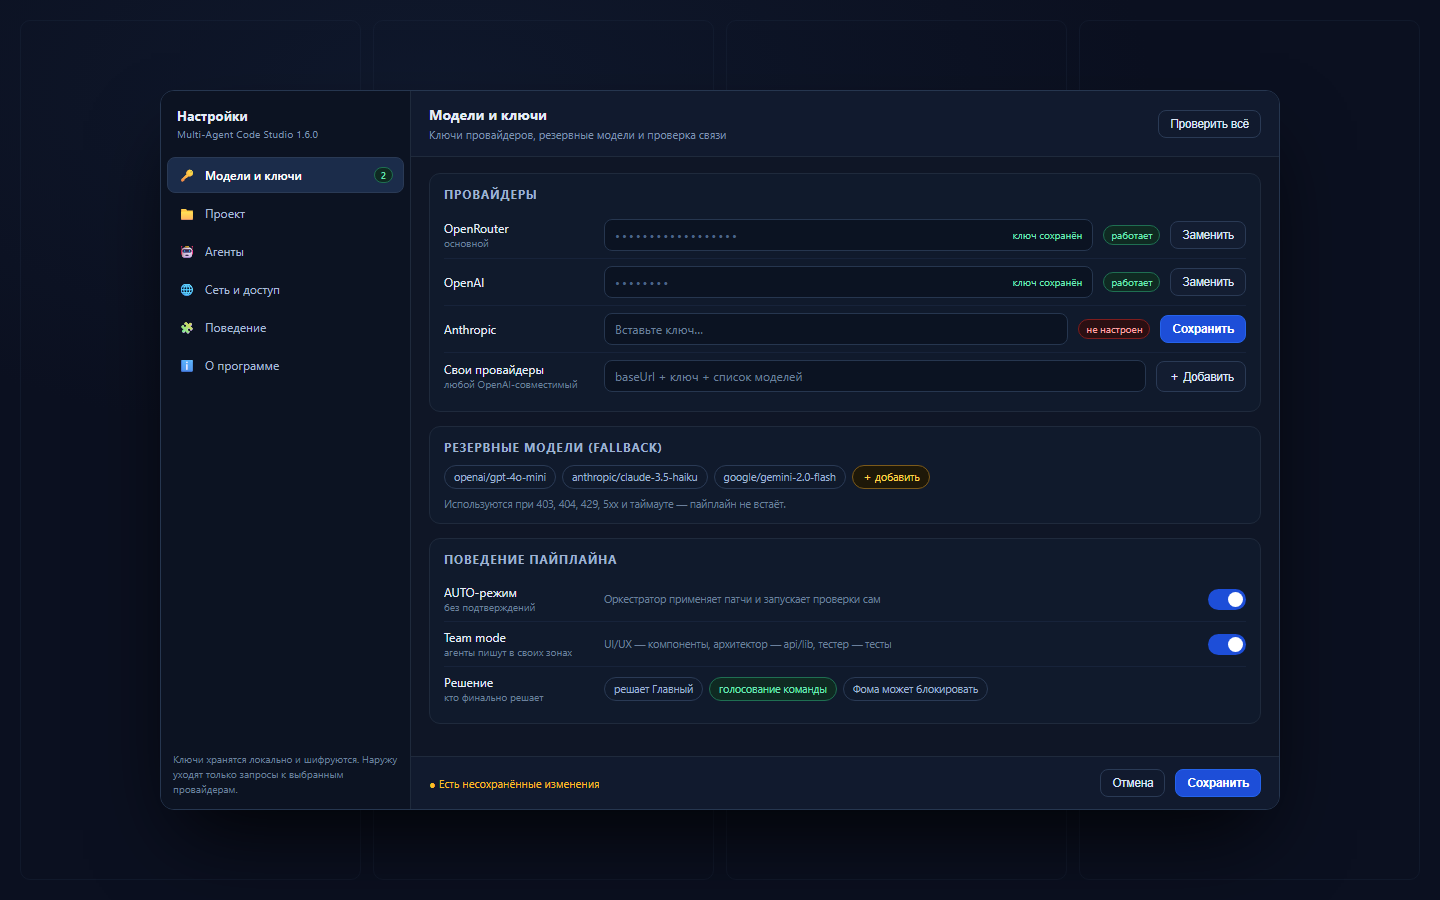 Настройки
Multi-Agent Code Studio 1.6.0
Модели и ключи
2
Проект
Агенты
Сеть и доступ
Поведение
О программе
Ключи хранятся локально и шифруются. Наружу
уходят только запросы к выбранным
провайдерам.
Модели и ключи
Ключи провайдеров, резервные модели и проверка связи
Проверить всё
ПРОВАЙДЕРЫ
OpenRouter
основной
ключ сохранён
работает
Заменить
OpenAI
ключ сохранён
работает
Заменить
Anthropic
Вставьте ключ...
не настроен
Сохранить
Свои провайдеры
любой OpenAI-совместимый
baseUrl + ключ + список моделей
+ Добавить
РЕЗЕРВНЫЕ МОДЕЛИ (FALLBACK)
openai/gpt-4o-mini
anthropic/claude-3.5-haiku
google/gemini-2.0-flash
+ добавить
Используются при 403, 404, 429, 5xx и таймауте — пайплайн не встаёт.
ПОВЕДЕНИЕ ПАЙПЛАЙНА
AUTO-режим
без подтверждений
Оркестратор применяет патчи и запускает проверки сам
Team mode
агенты пишут в своих зонах
UI/UX — компоненты, архитектор — api/lib, тестер — тесты
Решение
кто финально решает
решает Главный
голосование команды
Фома может блокировать
● Есть несохранённые изменения
Отмена
Сохранить